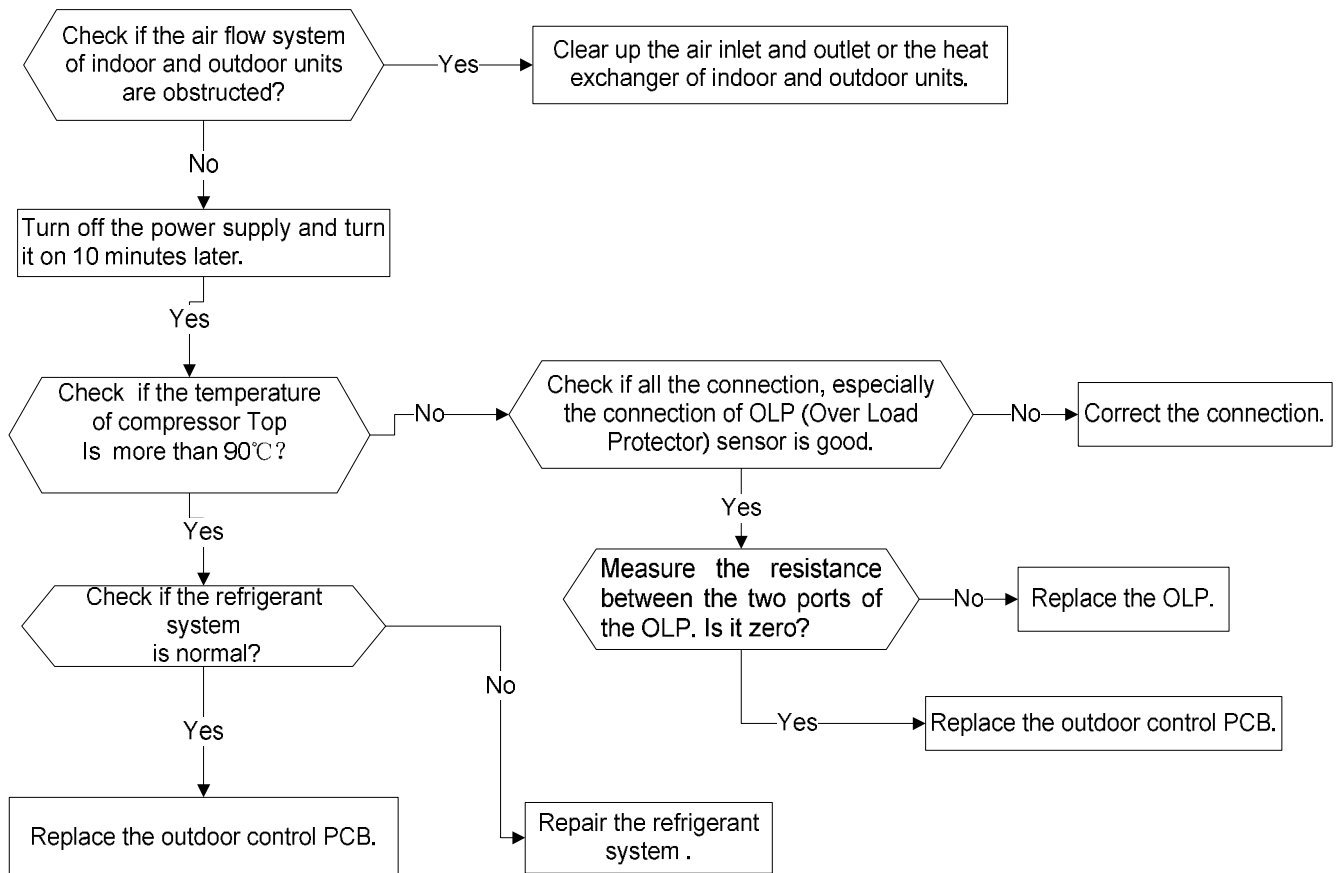 Check if the air flow system
of indoor and outdoor units
are obstructed?
Yes
Clear up the air inlet and outlet or the heat
exchanger of indoor and outdoor units.
No
Turn off the power supply and turn
it on 10 minutes later.
Yes
Check if the temperature
of compressor Top
Is more than 90℃?
No
Check if all the connection, especially
the connection of OLP (Over Load
Protector) sensor is good.
No
Correct the connection.
Yes
Yes
Check if the refrigerant
system
is normal?
Measure the resistance
between the two ports of
the OLP. Is it zero?
No
Replace the OLP.
No
Yes
Yes
Replace the outdoor control PCB.
Replace the outdoor control PCB.
Repair the refrigerant
system .